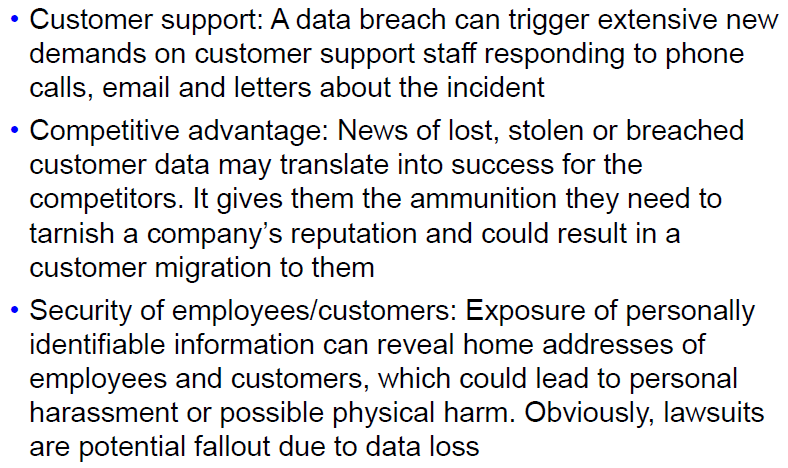 • Customer support: A data breach can trigger extensive new
demands on customer support staff responding to phone
calls, email and letters about the incident
• Competitive advantage: News of lost, stolen or breached
customer data may translate into success for the
competitors. It gives them the ammunition they need to
tarnish a company’s reputation and could result in a
customer migration to them
• Security of employees/customers: Exposure of personally
identifiable information can reveal home addresses of
employees and customers, which could lead to personal
harassment or possible physical harm. Obviously, lawsuits
are potential fallout due to data loss